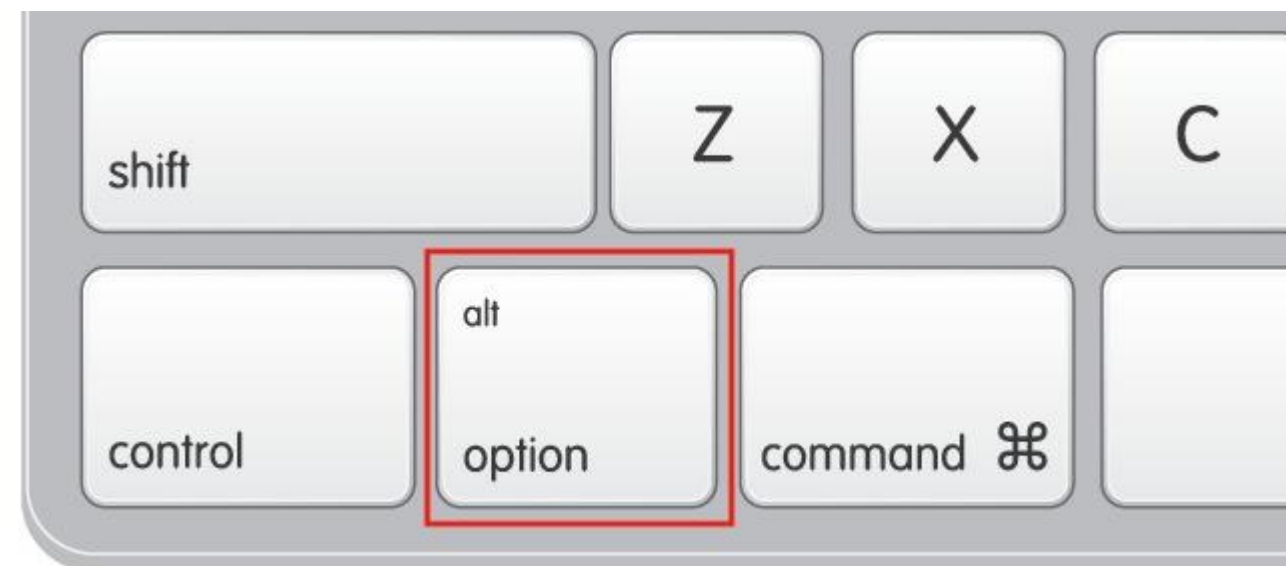 shift Z X C
alt
control option command ⌘